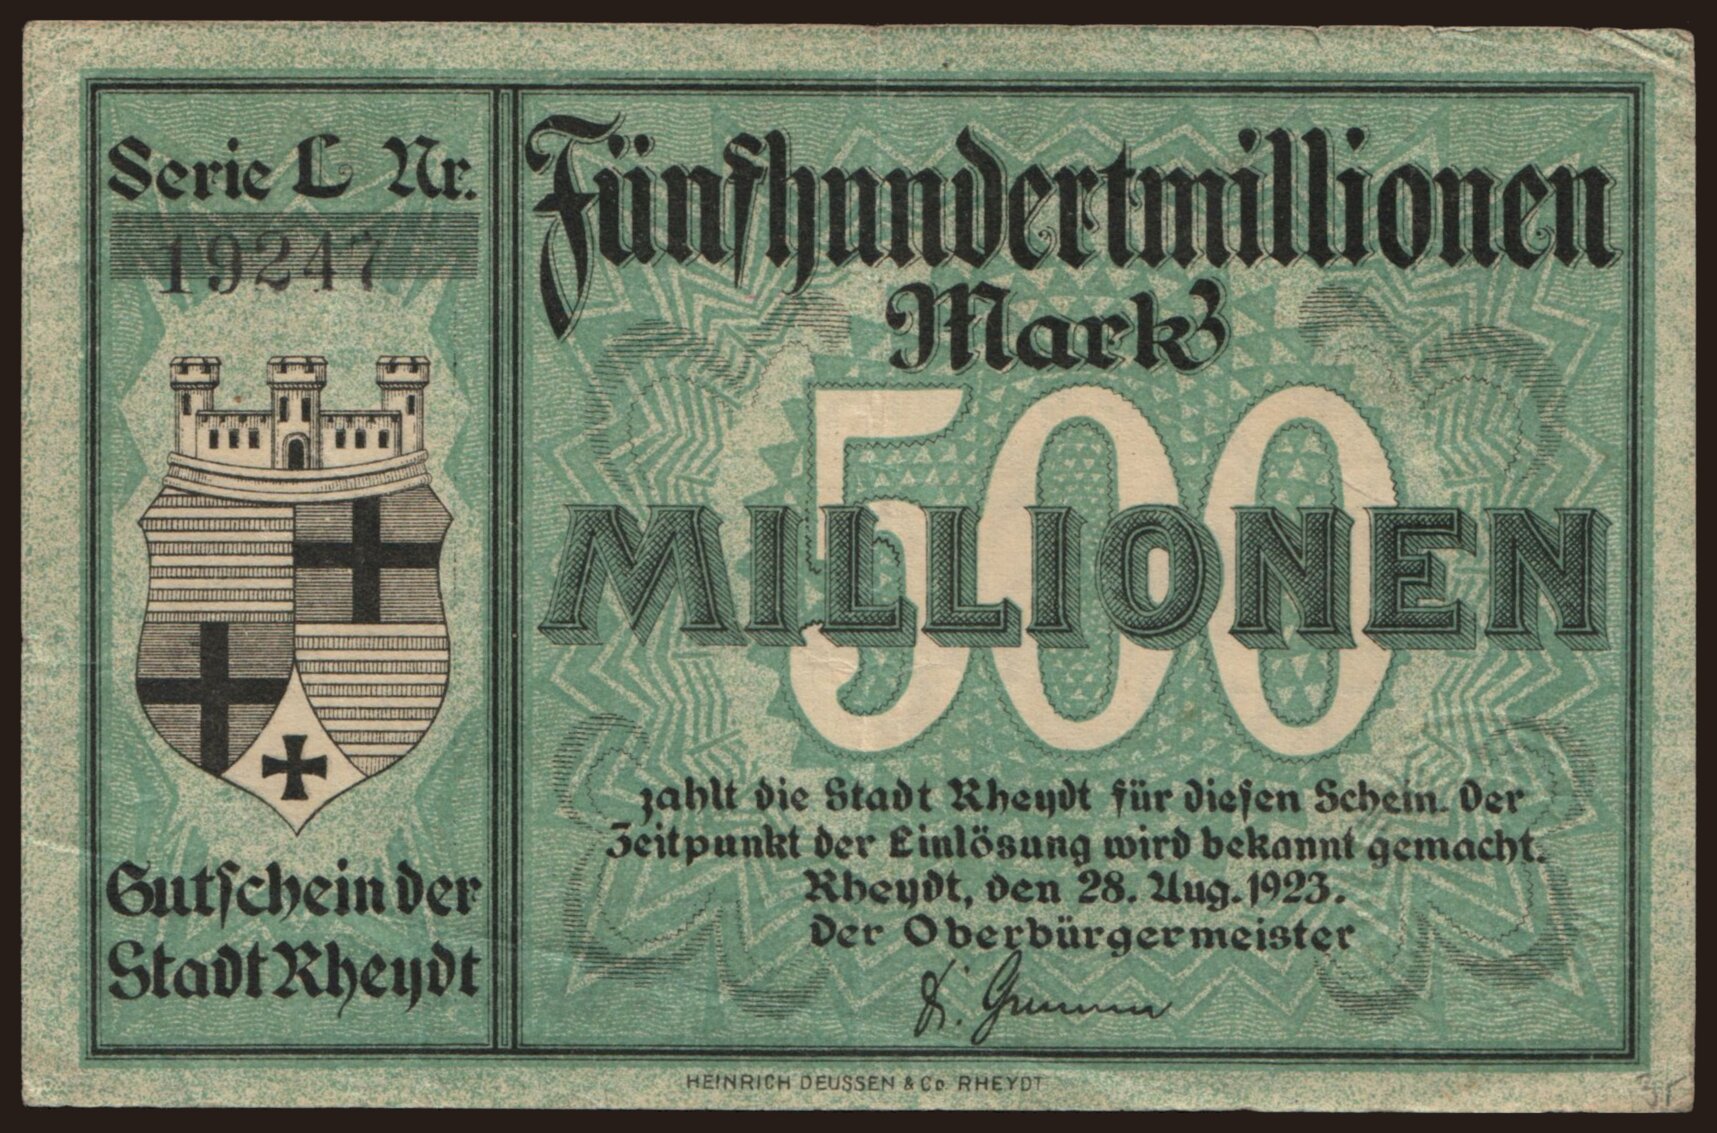 Serie L Nr.
19247
Gutschein der
Stadt Rheydt
Fünfhundertmillionen
Mark
500
MILLIONEN
zahlt die Stadt Rheydt für diesen Schein. Der
Zeitpunkt der Einlösung wird bekannt gemacht.
Rheydt, den 28. Aug. 1923.
Der Oberbürgermeister
HEINRICH DEUSSEN & Co. RHEYDT